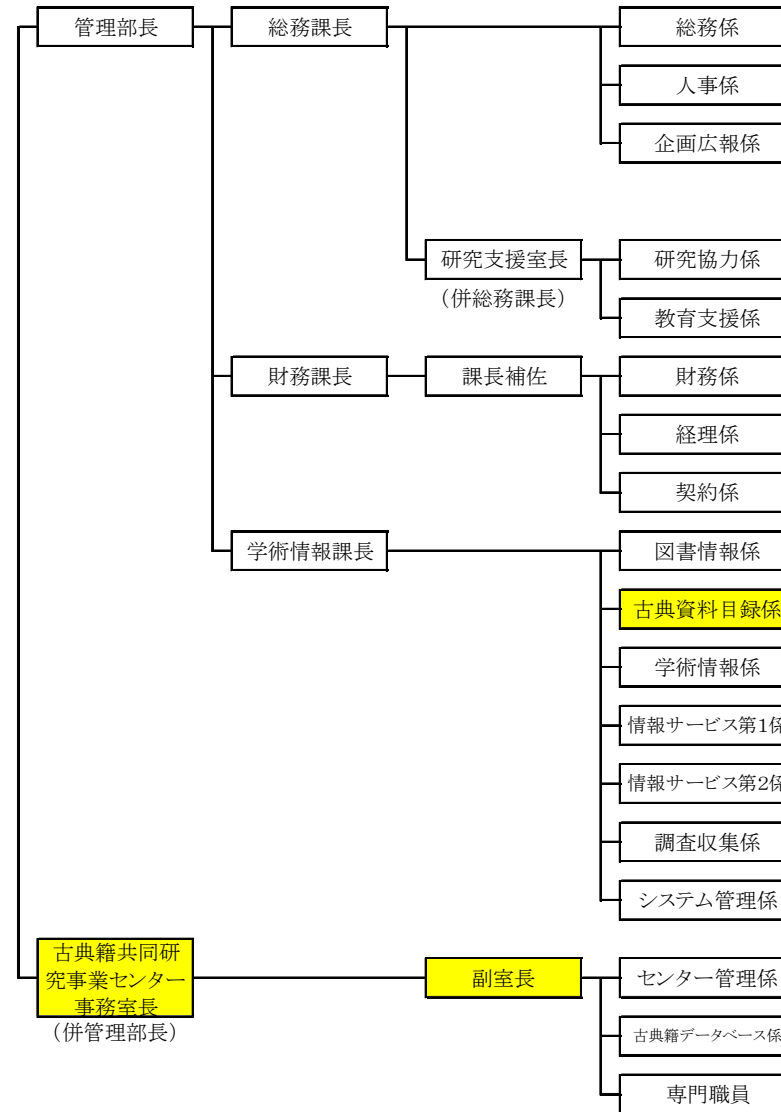 管理部長
総務課長
総務係
人事係
企画広報係
研究支援室長
(併総務課長)
研究協力係
教育支援係
財務課長
課長補佐
財務係
経理係
契約係
学術情報課長
図書情報係
古典資料目録係
学術情報係
情報サービス第1係
情報サービス第2係
調査収集係
システム管理係
古典籍共同研
究事業センター
事務室長
(併管理部長)
副室長
センター管理係
古典籍データベース係
専門職員